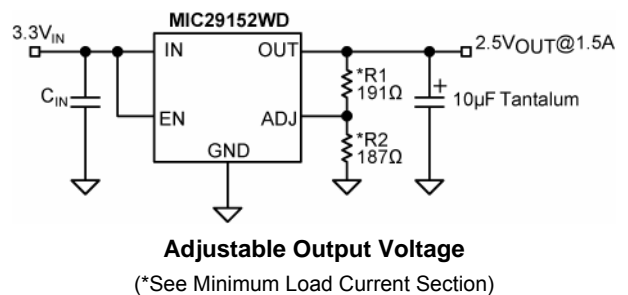 MIC29152WD
3.3VIN
IN
OUT
2.5VOUT@1.5A
*R1
191Ω
CIN
+
10µF Tantalum
EN
ADJ
*R2
187Ω
GND
Adjustable Output Voltage
(*See Minimum Load Current Section)